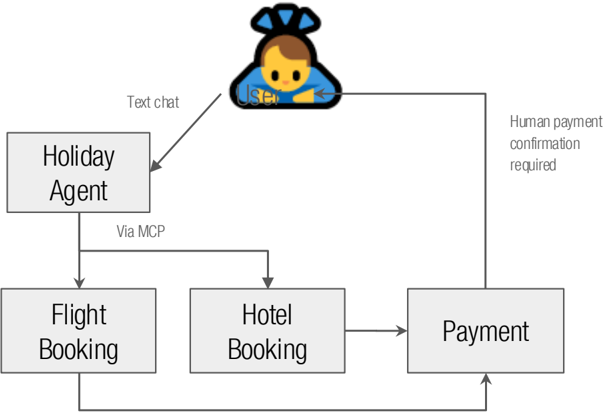 User
Text chat
Human payment
confirmation
required
Holiday
Agent
Via MCP
Flight
Booking
Hotel
Booking
Payment